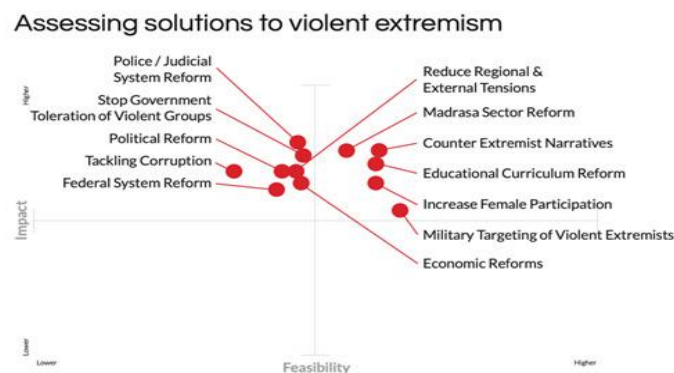 Assessing solutions to violent extremism
Police / Judicial
System Reform
Stop Government
Toleration of Violent Groups
Political Reform
Tackling Corruption
Federal System Reform
Reduce Regional &
External Tensions
Madrasa Sector Reform
Counter Extremist Narratives
Educational Curriculum Reform
Increase Female Participation
Military Targeting of Violent Extremists
Economic Reforms
Higher
Impact
Lower
Lower
Feasibility
Higher